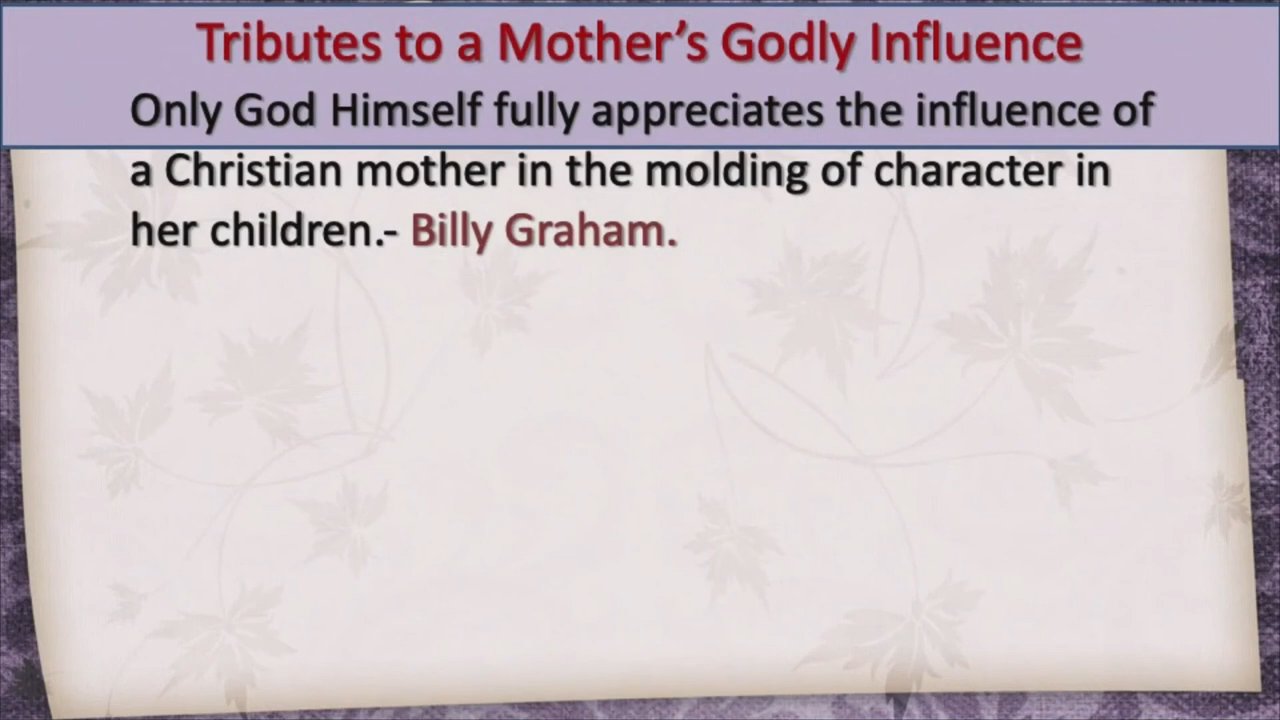 Tributes to a Mother’s Godly Influence
Only God Himself fully appreciates the influence of
a Christian mother in the molding of character in
her children.- Billy Graham.